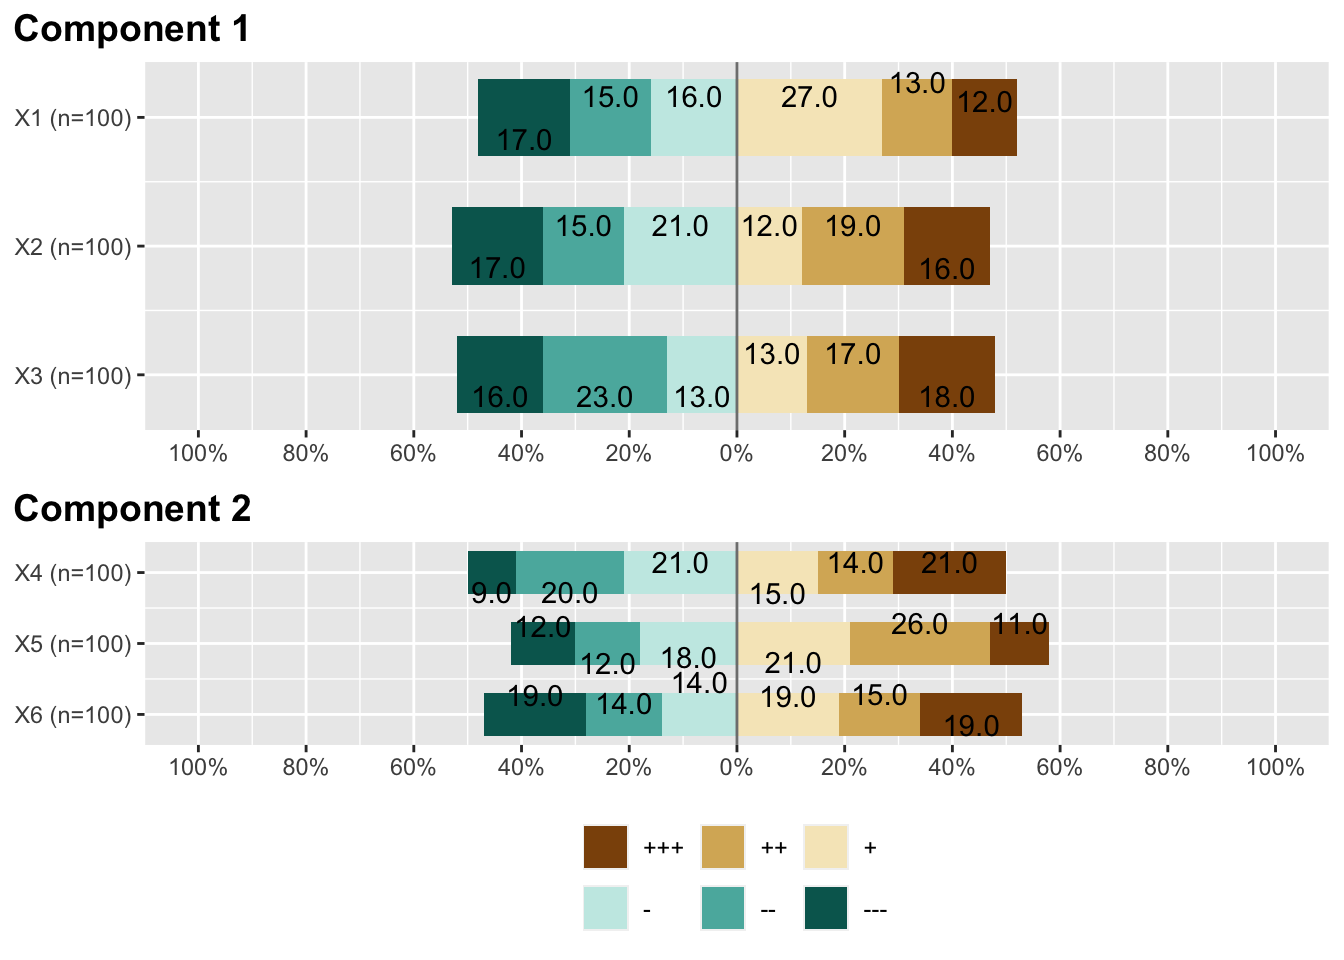 Component 1
X1 (n=100) 17.0 15.0 16.0 27.0 13.0 12.0
X2 (n=100) 17.0 15.0 21.0 12.0 19.0 16.0
X3 (n=100) 16.0 23.0 13.0 13.0 17.0 18.0
100% 80% 60% 40% 20% 0% 20% 40% 60% 80% 100%
Component 2
X4 (n=100) 9.0 20.0 21.0 15.0 14.0 21.0
X5 (n=100) 12.0 12.0 18.0 21.0 26.0 11.0
X6 (n=100) 19.0 14.0 14.0 19.0 15.0 19.0
100% 80% 60% 40% 20% 0% 20% 40% 60% 80% 100%
+++ ++ +
- -- ---